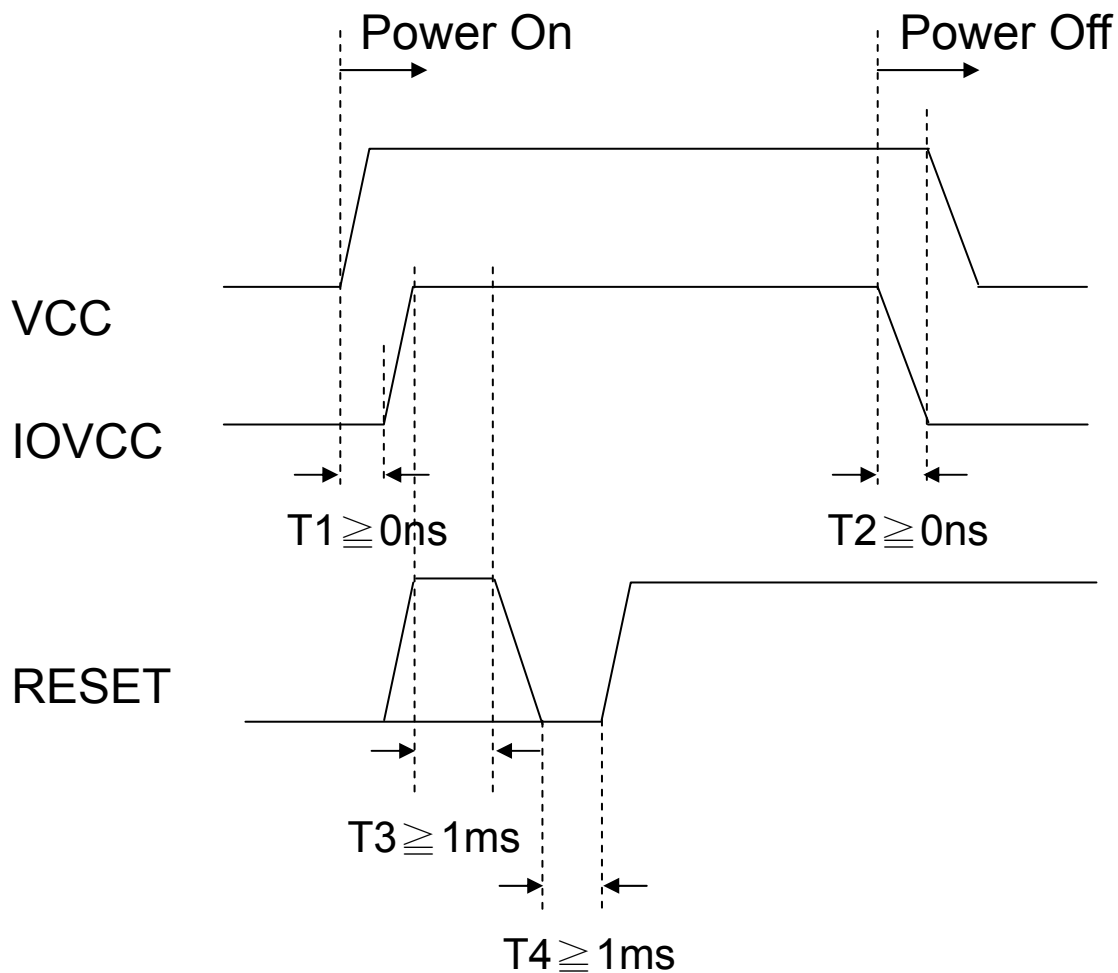 Power On
Power Off
VCC
IOVCC
T1≧0ns
T2≧0ns
RESET
T3≧1ms
T4≧1ms